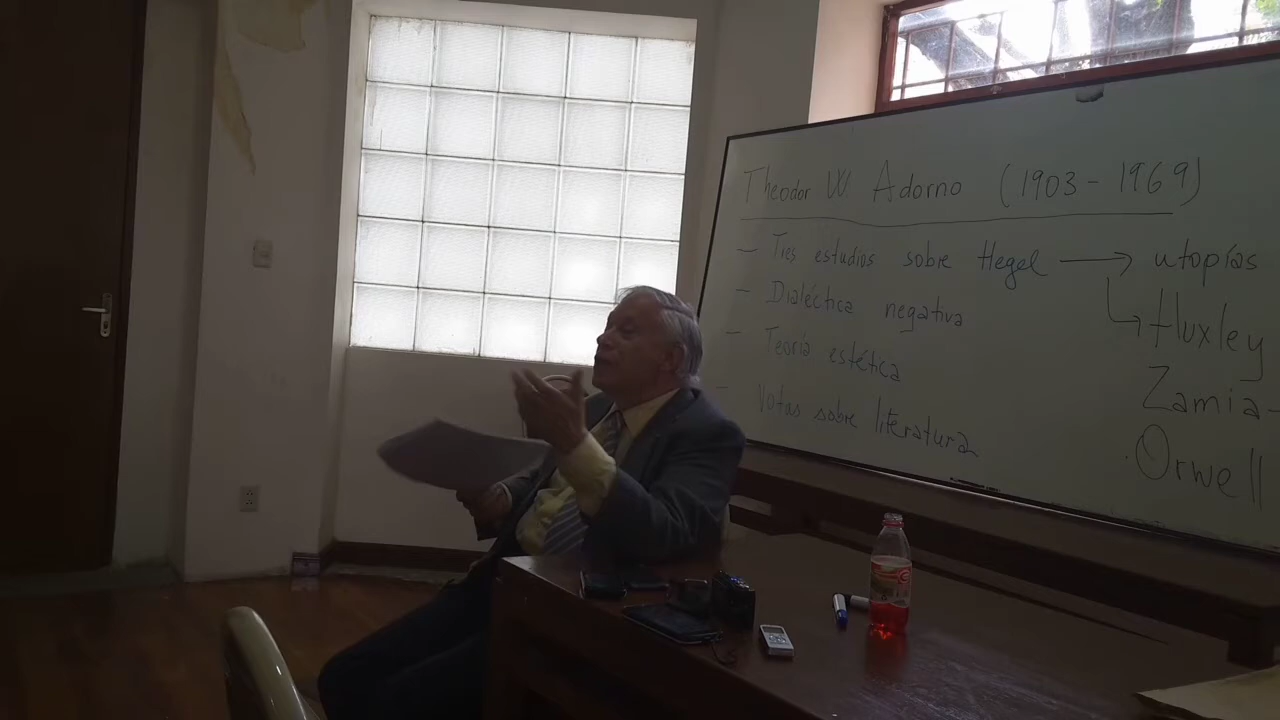 Theodor W Adorno (1903 - 1969)
- Tres estudios sobre Hegel → utopías
- Dialéctica negativa
↳ Huxley
- Teoría estética
Zamia-
- Notas sobre literatura
Orwell